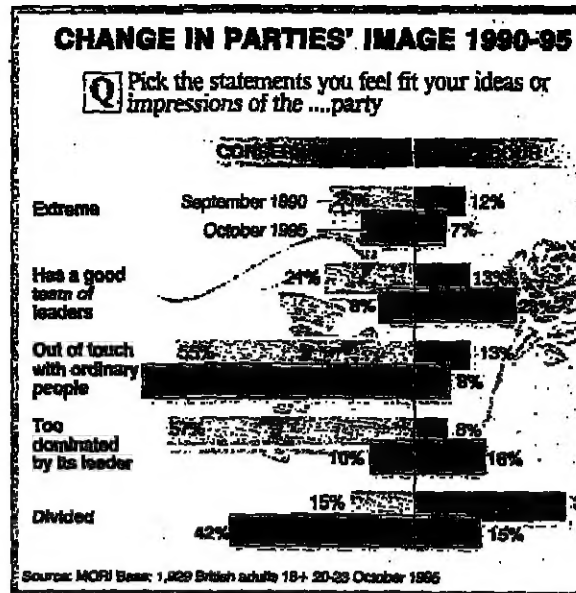 CHANGE IN PARTIES' IMAGE 1990-95
Q Pick the statements you feel fit your ideas or
impressions of the ....party
Extreme
September 1990
12%
October 1995
7%
Has a good
team of
leaders
21%
13%
8%
Out of touch
with ordinary
people
55%
13%
8%
Too
dominated
by its leader
57%
8%
10%
16%
Divided
15%
42%
15%
Source: MORI Base: 1,929 British adults 18+ 20-23 October 1995